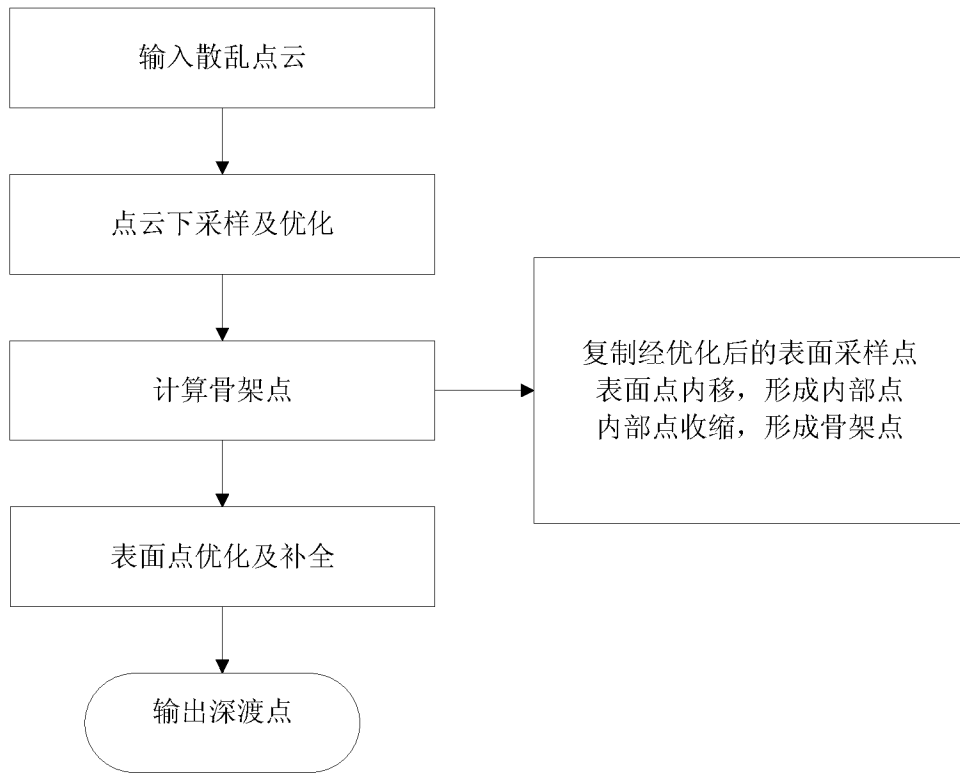 输入散乱点云
点云下采样及优化
计算骨架点
复制经优化后的表面采样点
表面点内移，形成内部点
内部点收缩，形成骨架点
表面点优化及补全
输出深渡点